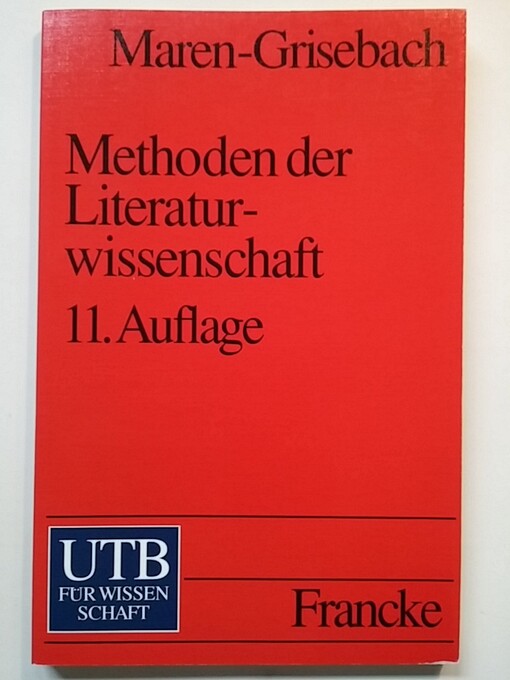 Maren-Grisebach
Methoden der
Literatur-
wissenschaft
11. Auflage
UTB
FÜR WISSEN
SCHAFT
Francke